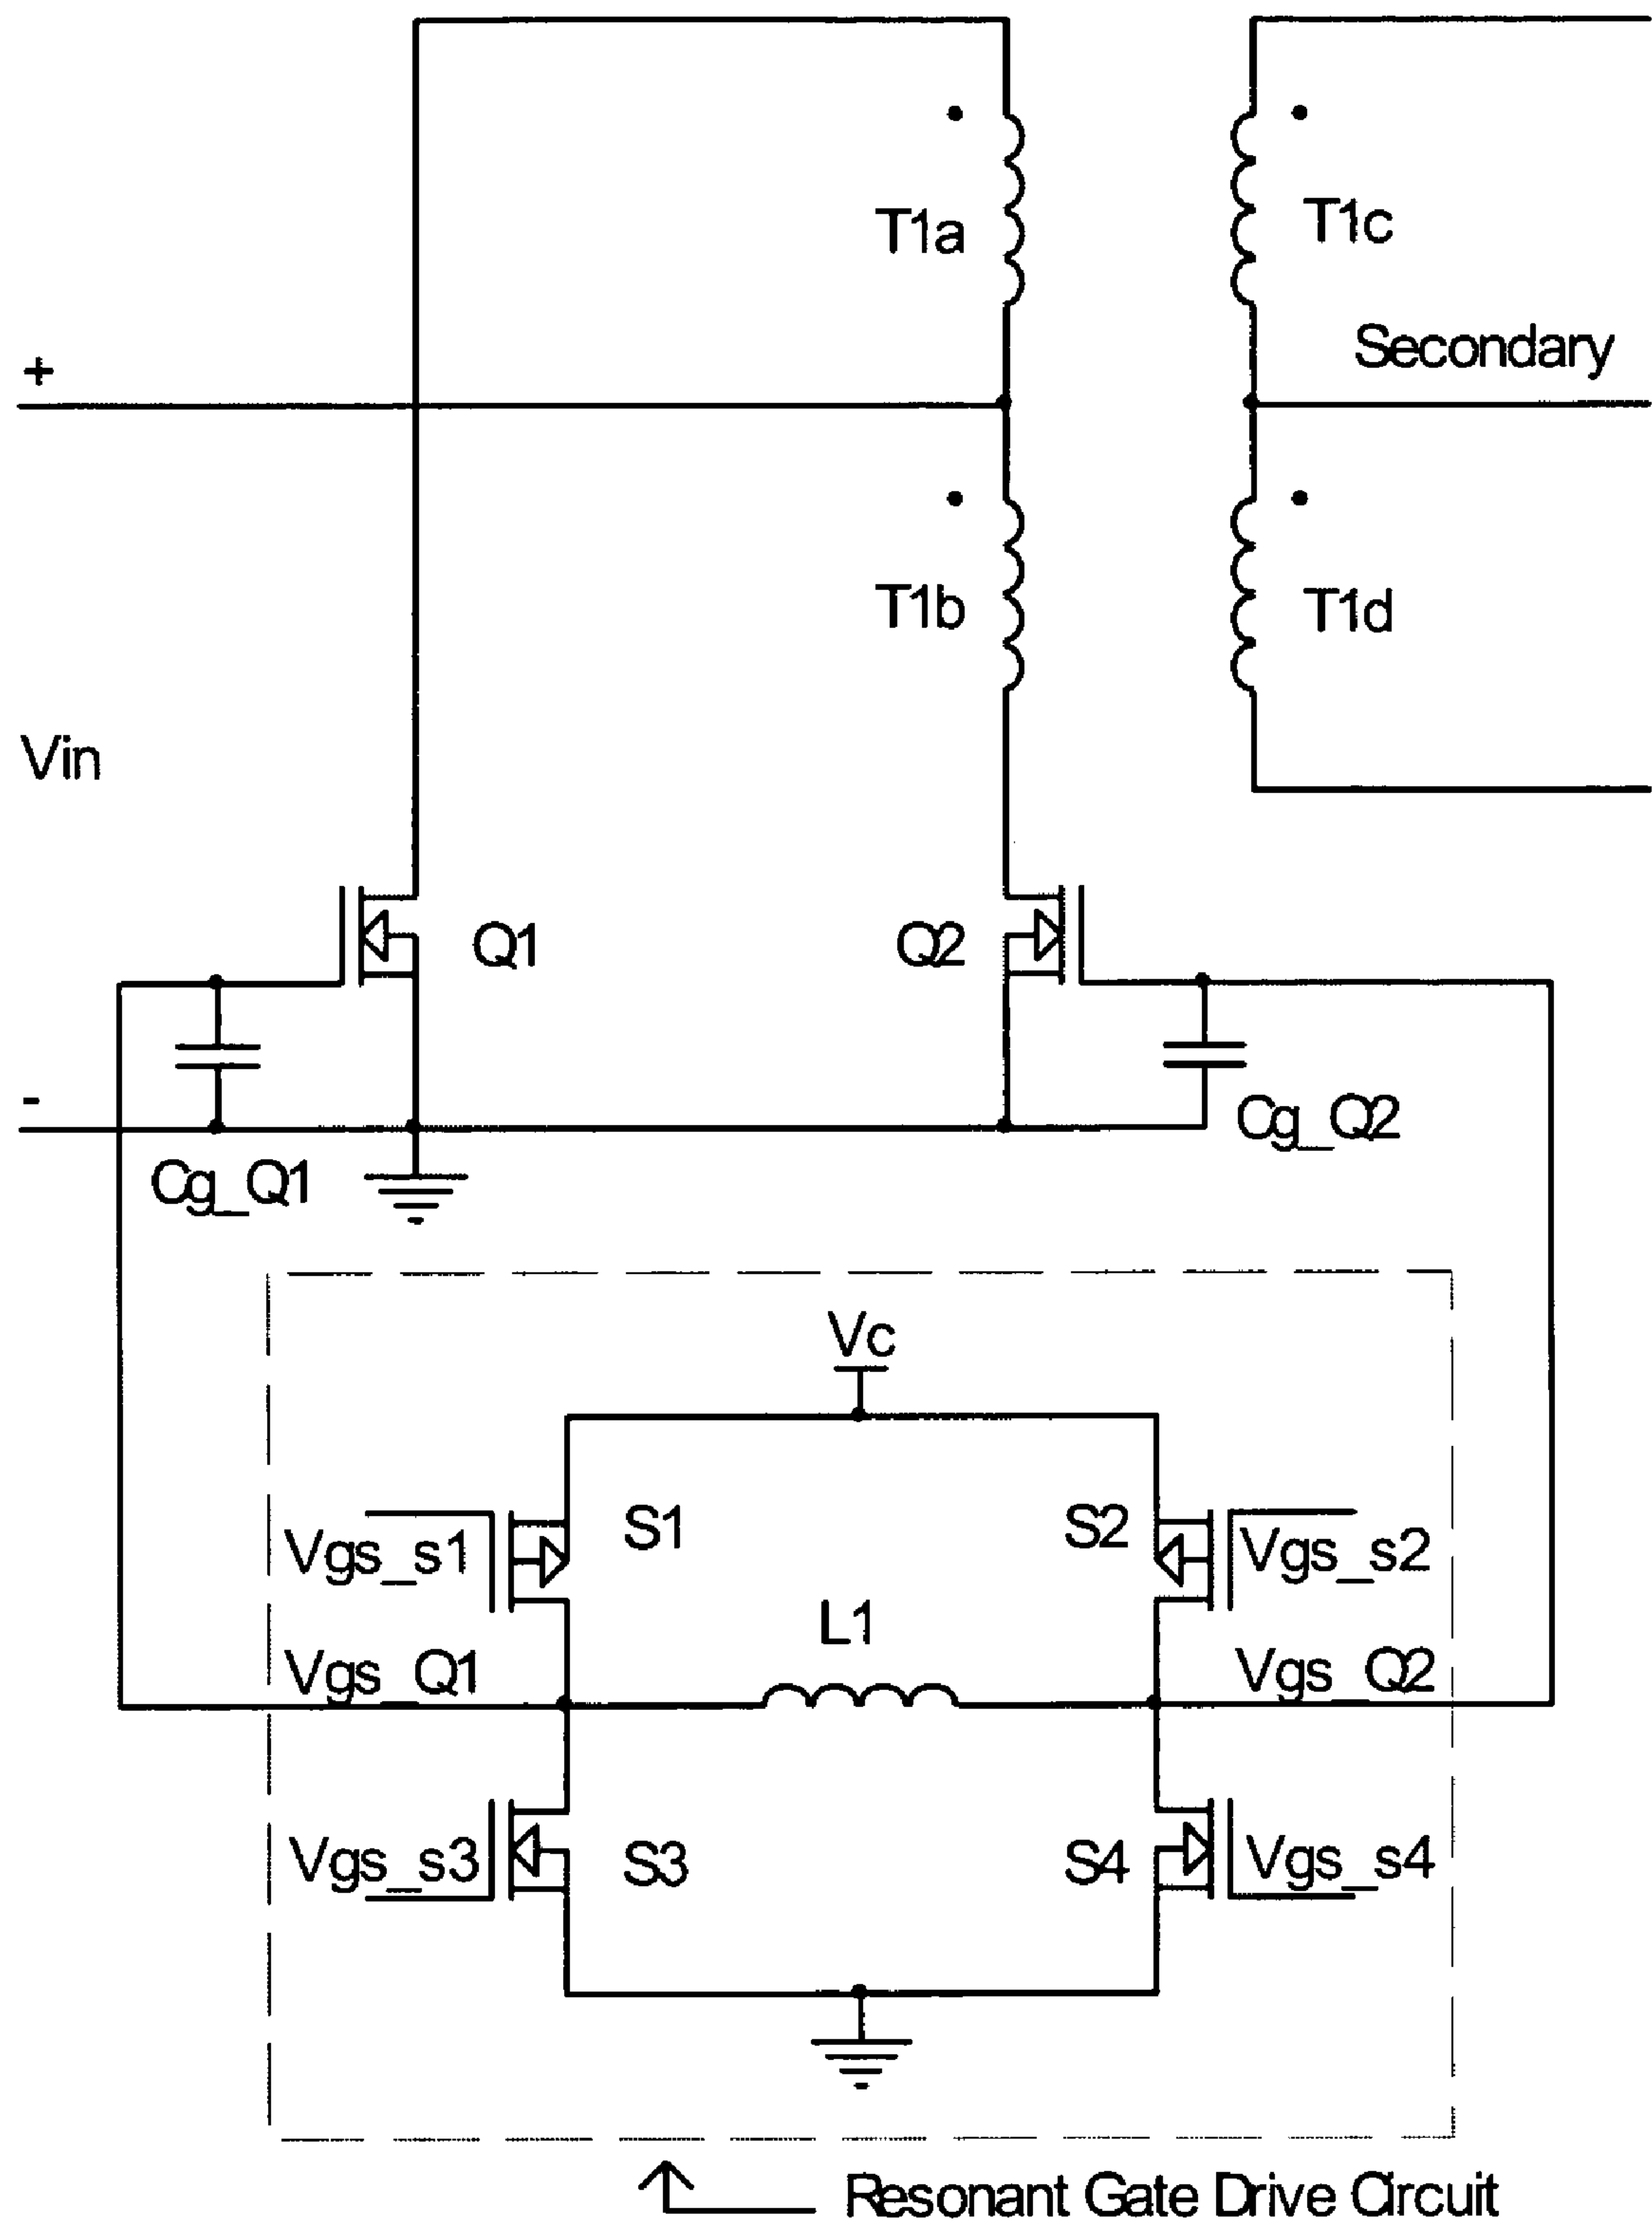 T1a
T1c
Secondary
+
T1b
T1d
Vin
Q1
Q2
-
Cg_Q2
Cg_Q1
Vc
S1
S2
Vgs_s1
Vgs_s2
L1
Vgs_Q1
Vgs_Q2
Vgs_s3
S3
S4
Vgs_s4
Resonant Gate Drive Circuit